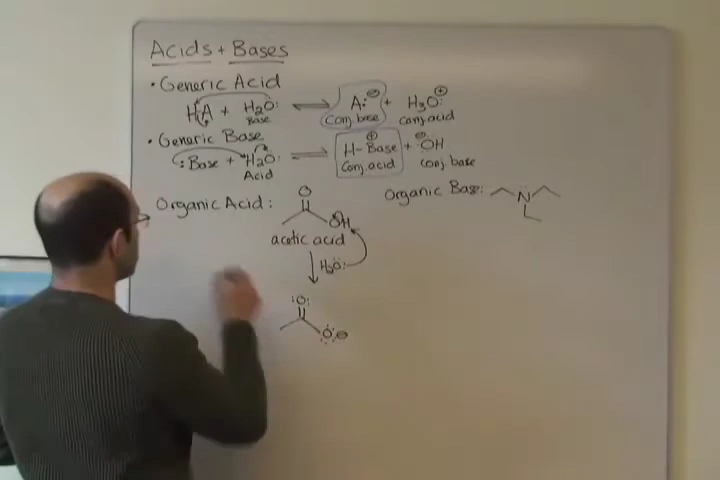 Acids + Bases
• Generic Acid
HA + H₂O: ⇌ A:⊖ + H₃O:⊕
Base Conj. base Conj. acid
• Generic Base
:Base + H₂O: ⇌ H-Base⊕ + ⊖:OH
Acid Conj. acid Conj base
Organic Acid: Organic Base: N
O
OH
acetic acid
H₂O:
:O:
O⊖